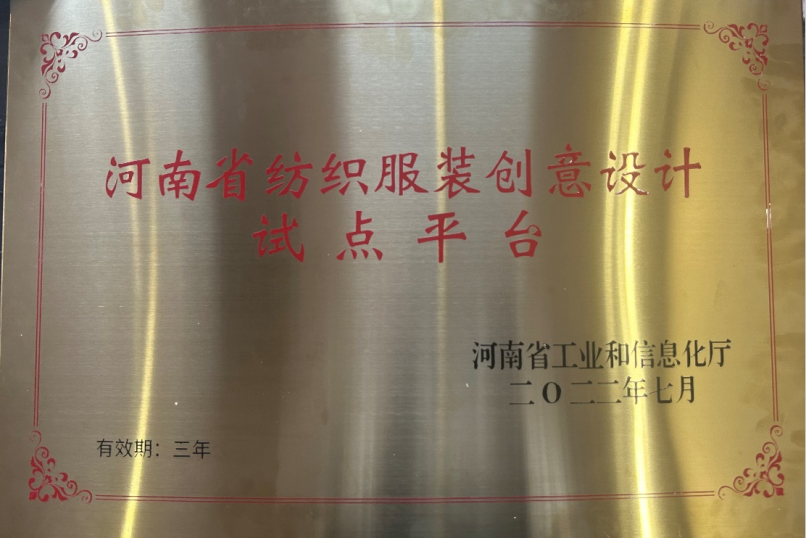 河南省纺织服装创意设计
试点平台
河南省工业和信息化厅
二〇二二年七月
有效期：三年